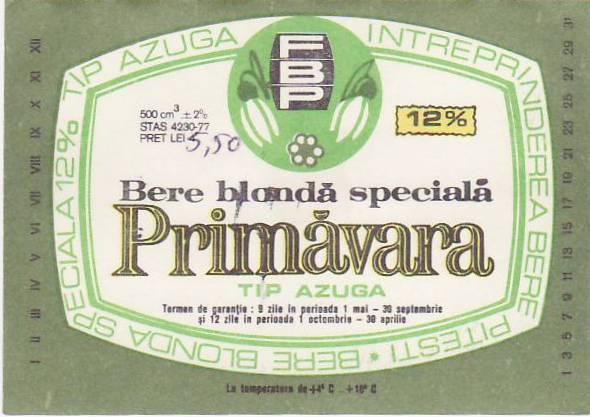 SPECIALA 12% TIP AZUGA
INTREPRINDEREA BERE PITESTI • BERE BLONDA
FBP
500 cm³ ± 2%
STAS 4230-77
PRET LEI 5,50
12%
Bere blondă specială
Primăvara
TIP AZUGA
Termen de garanție : 9 zile în perioada 1 mai – 30 septembrie
și 12 zile în perioada 1 octombrie – 30 aprilie
La temperatura de +4° C ... +18° C
I II III IV V VI VII VIII IX X XI XII
1 3 5 7 9 11 13 15 17 19 21 23 25 27 29 31